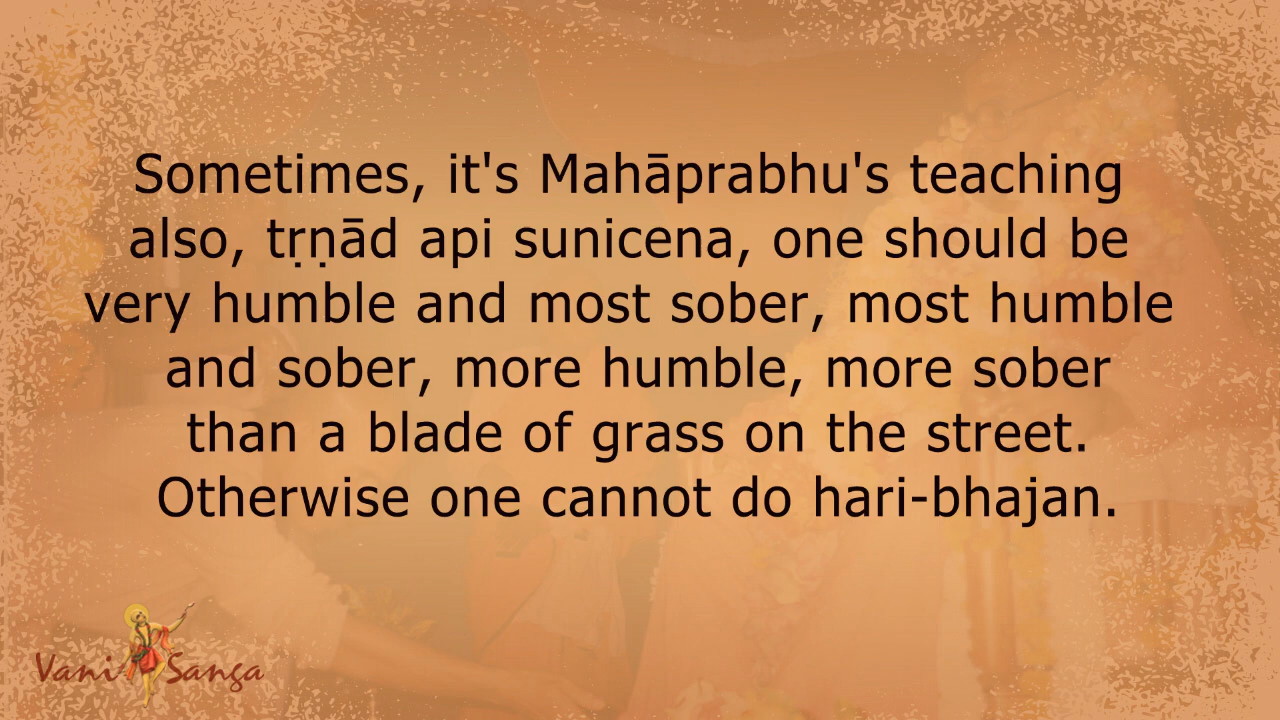 Sometimes, it's Mahāprabhu's teaching
also, tṛṇād api sunicena, one should be
very humble and most sober, most humble
and sober, more humble, more sober
than a blade of grass on the street.
Otherwise one cannot do hari-bhajan.
Vani Sanga